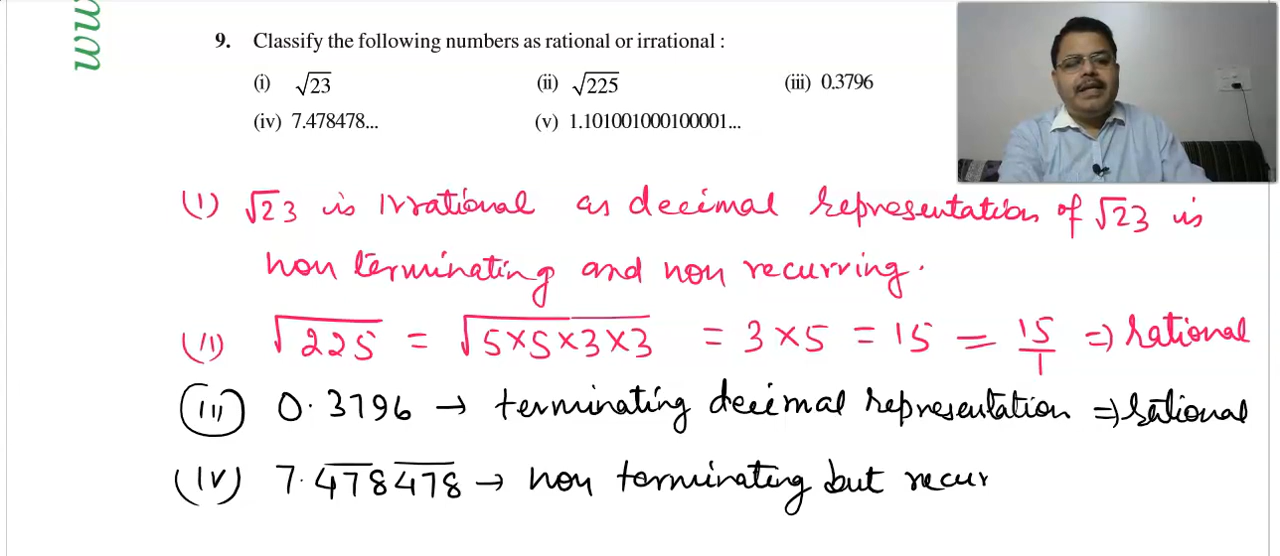 www
9. Classify the following numbers as rational or irrational :
(i) √23 (ii) √225 (iii) 0.3796
(iv) 7.478478... (v) 1.101001000100001...
(i) √23 is Irrational as decimal representation of √23 is
non terminating and non recurring.
(ii) √225 = √5×5×3×3 = 3×5 = 15 = 15/1 ⇒ rational
(iii) 0.3796 → terminating decimal representation ⇒ rational
(iv) 7.478478 → non terminating but recur